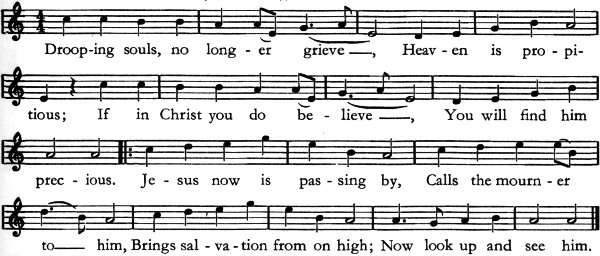 Droop-ing souls, no long-er grieve, Heav-en is pro-pi-
tious; If in Christ you do be-lieve, You will find him
prec-ious. Je-sus now is pas-sing by, Calls the mourn-er
to him, Brings sal-va-tion from on high; Now look up and see him.